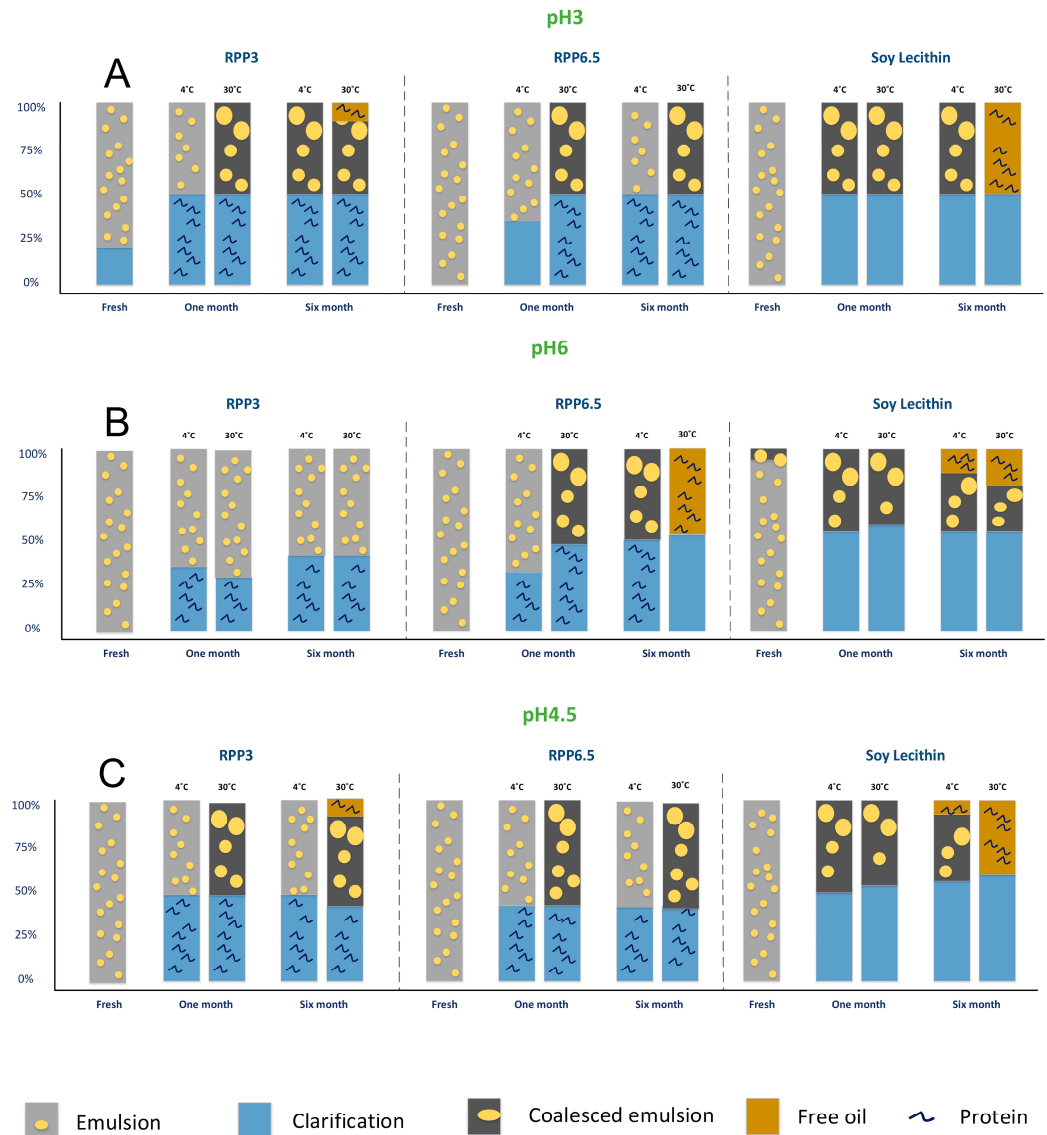 pH3
A
RPP3
RPP6.5
Soy Lecithin
4˚C 30˚C 4˚C 30˚C 4˚C 30˚C 4˚C 30˚C 4˚C 30˚C 4˚C 30˚C
100%
75%
50%
25%
0%
Fresh One month Six month Fresh One month Six month Fresh One month Six month
pH6
B
RPP3
RPP6.5
Soy Lecithin
4˚C 30˚C 4˚C 30˚C 4˚C 30˚C 4˚C 30˚C 4˚C 30˚C 4˚C 30˚C
100%
75%
50%
25%
0%
Fresh One month Six month Fresh One month Six month Fresh One month Six month
pH4.5
C
RPP3
RPP6.5
Soy Lecithin
4˚C 30˚C 4˚C 30˚C 4˚C 30˚C 4˚C 30˚C 4˚C 30˚C 4˚C 30˚C
100%
75%
50%
25%
0%
Fresh One month Six month Fresh One month Six month Fresh One month Six month
Emulsion Clarification Coalesced emulsion Free oil Protein